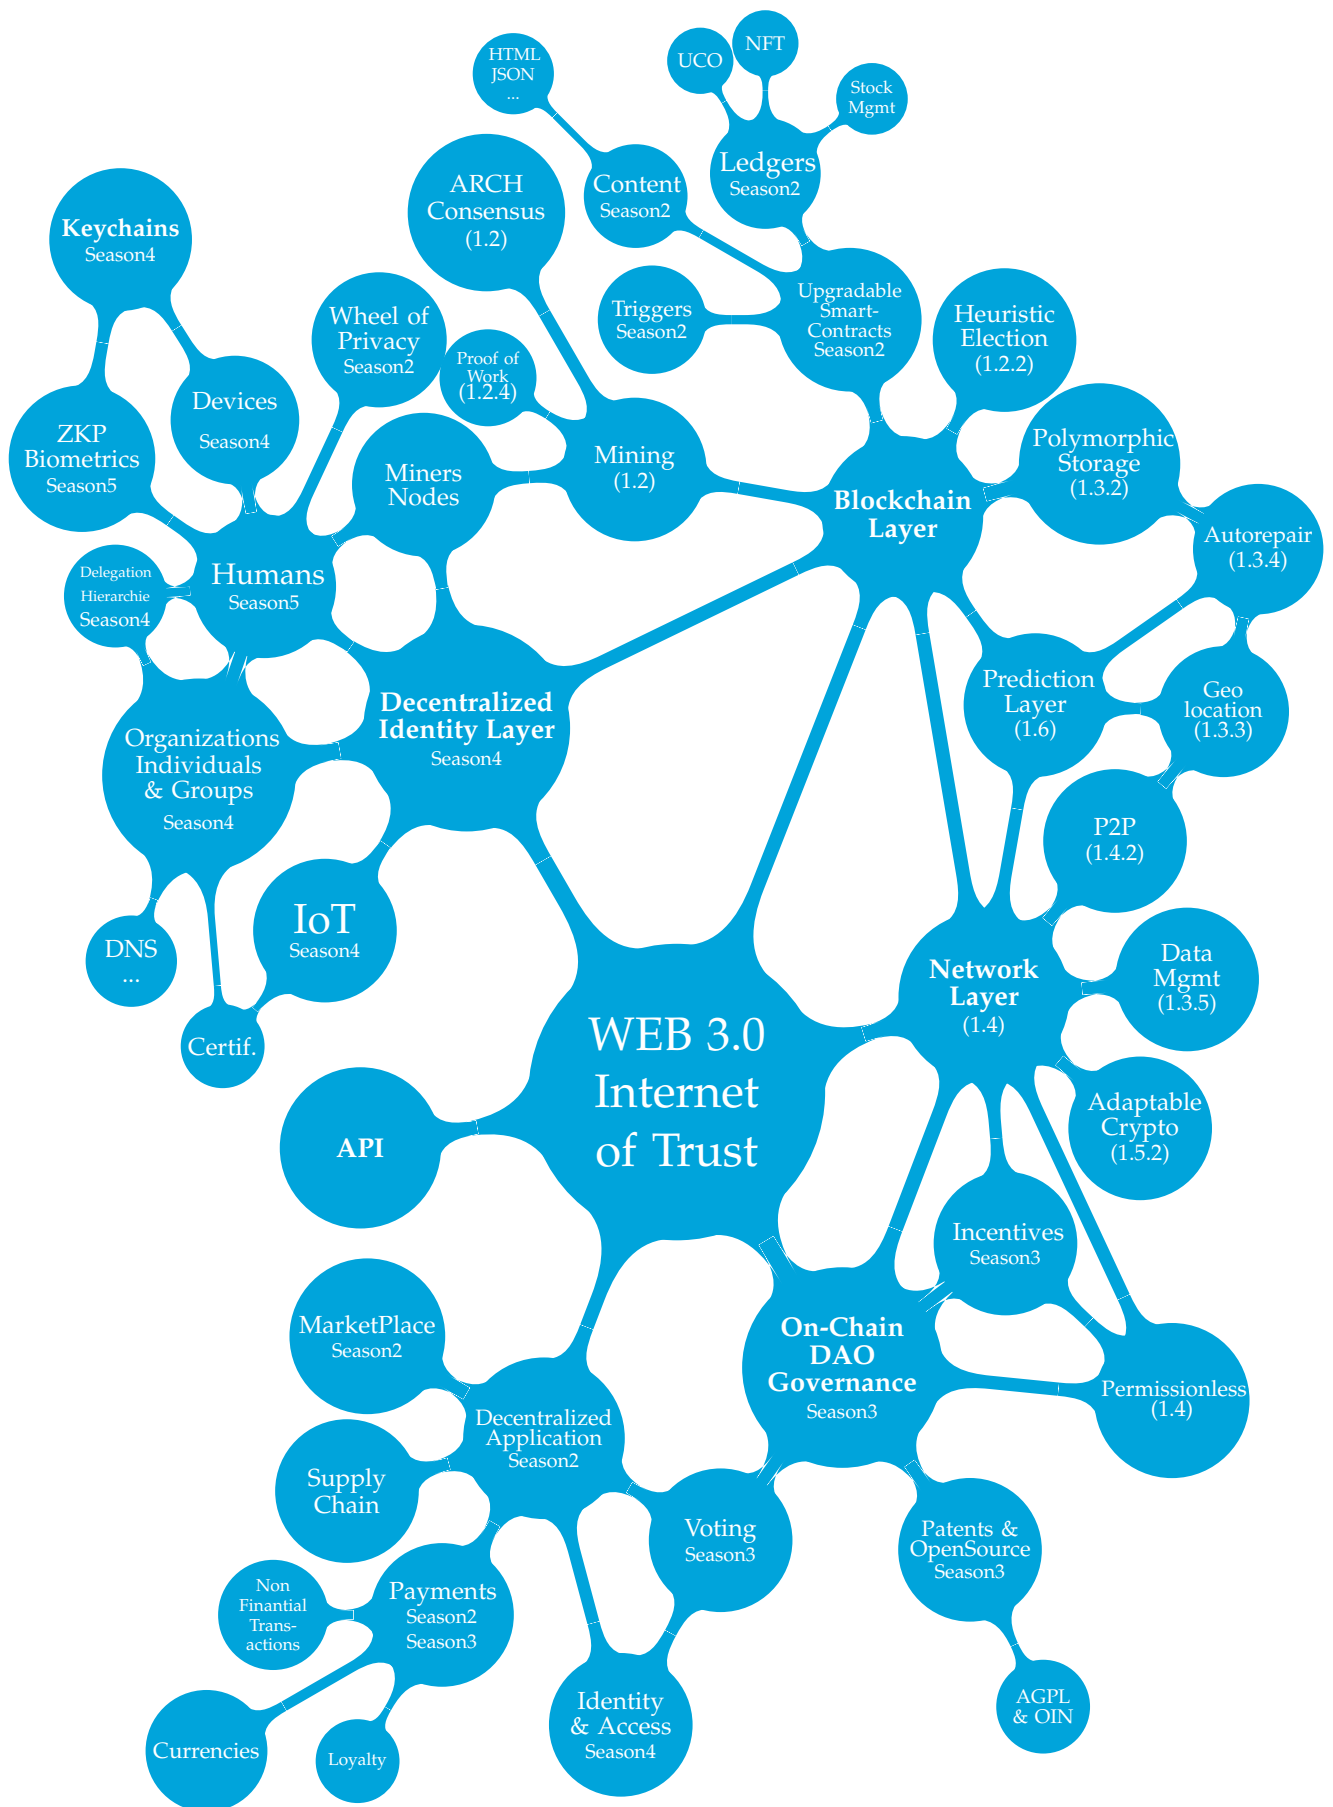 HTML
JSON
...
UCO
NFT
Stock
Mgmt
Ledgers
Season2
Content
Season2
ARCH
Consensus
(1.2)
Keychains
Season4
Triggers
Season2
Upgradable
Smart-
Contracts
Season2
Wheel of
Privacy
Season2
Proof of
Work
(1.2.4)
Heuristic
Election
(1.2.2)
Devices
Season4
ZKP
Biometrics
Season5
Miners
Nodes
Mining
(1.2)
Blockchain
Layer
Polymorphic
Storage
(1.3.2)
Autorepair
(1.3.4)
Delegation
Hierarchie
Season4
Humans
Season5
Decentralized
Identity Layer
Season4
Prediction
Layer
(1.6)
Geo
location
(1.3.3)
Organizations
Individuals
& Groups
Season4
P2P
(1.4.2)
IoT
Season4
DNS
...
Certif.
Network
Layer
(1.4)
Data
Mgmt
(1.3.5)
WEB 3.0
Internet
of Trust
API
Adaptable
Crypto
(1.5.2)
Incentives
Season3
MarketPlace
Season2
On-Chain
DAO
Governance
Season3
Permissionless
(1.4)
Decentralized
Application
Season2
Supply
Chain
Voting
Season3
Patents &
OpenSource
Season3
Non
Finantial
Trans-
actions
Payments
Season2
Season3
Identity
& Access
Season4
AGPL
& OIN
Currencies
Loyalty